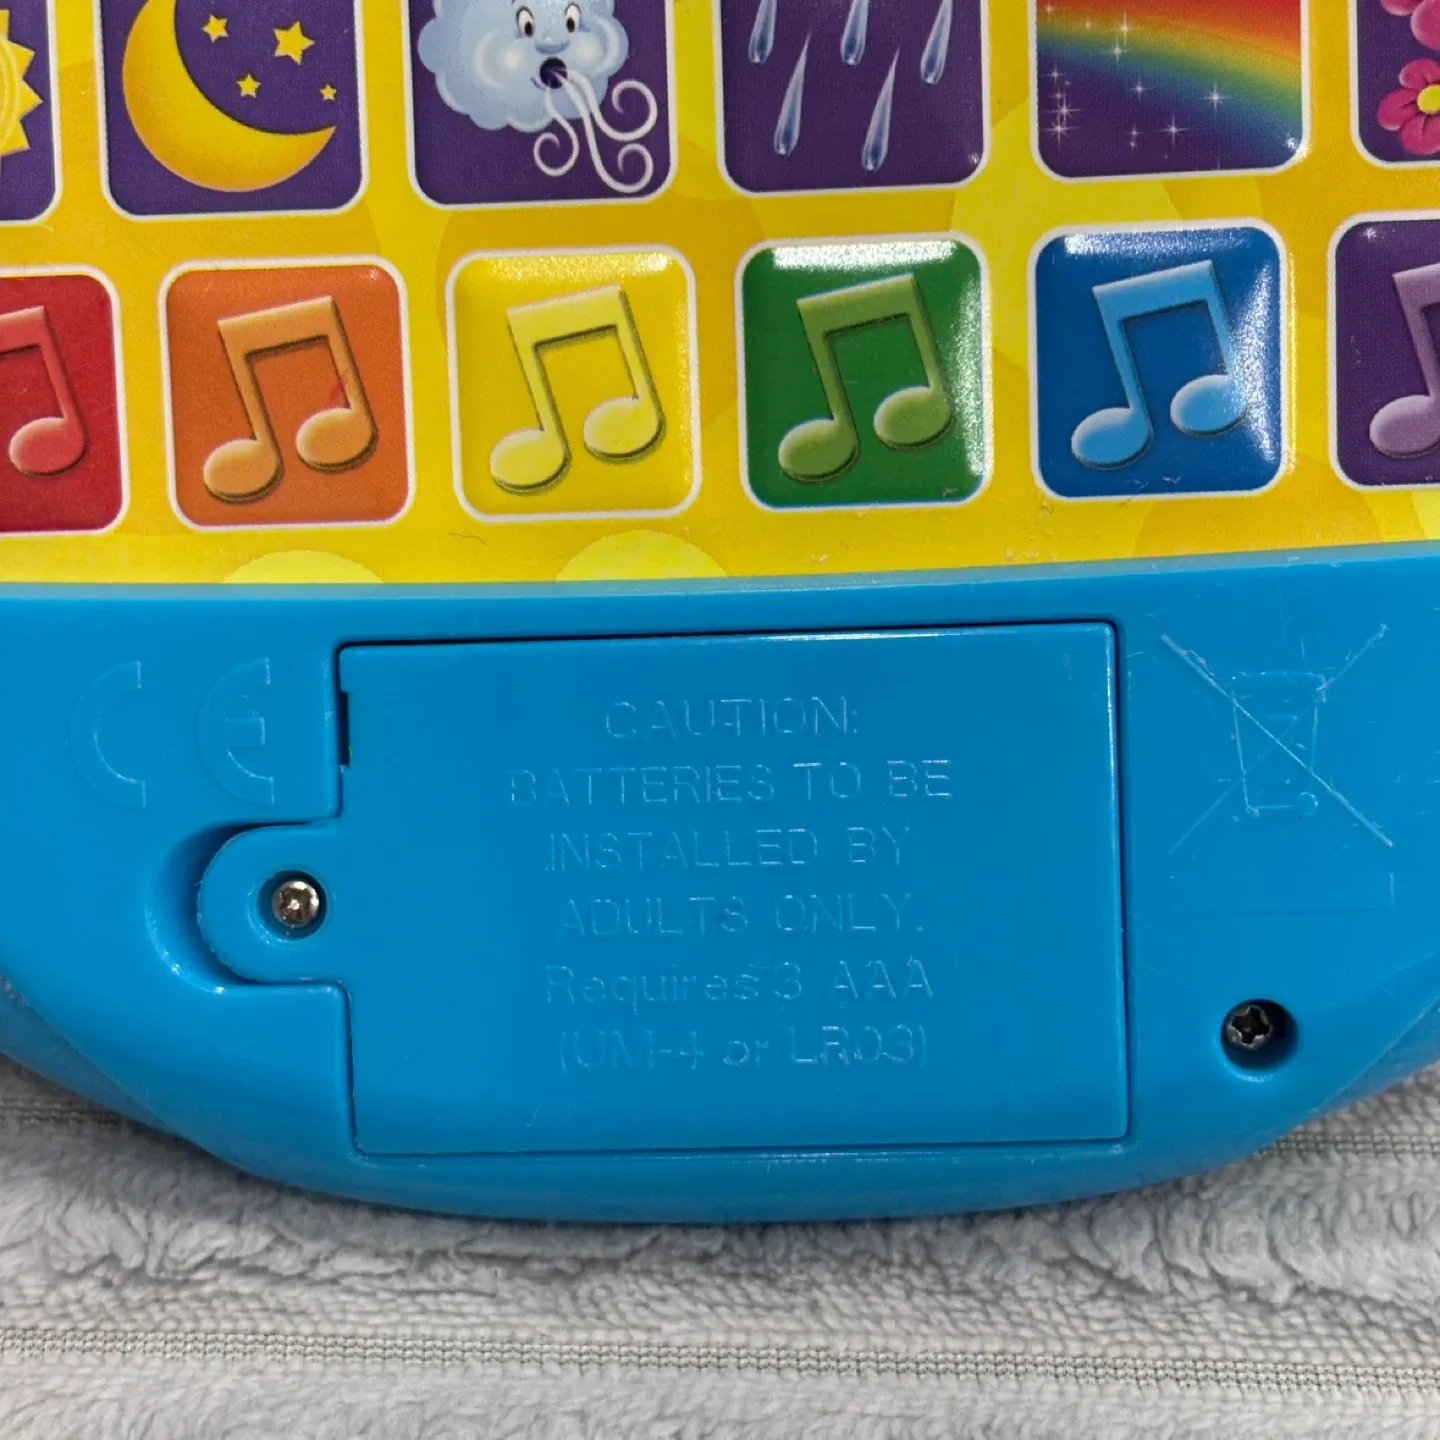 CE
CAUTION:
BATTERIES TO BE
INSTALLED BY
ADULTS ONLY.
Requires 3 AAA
(UM-4 or LR03)